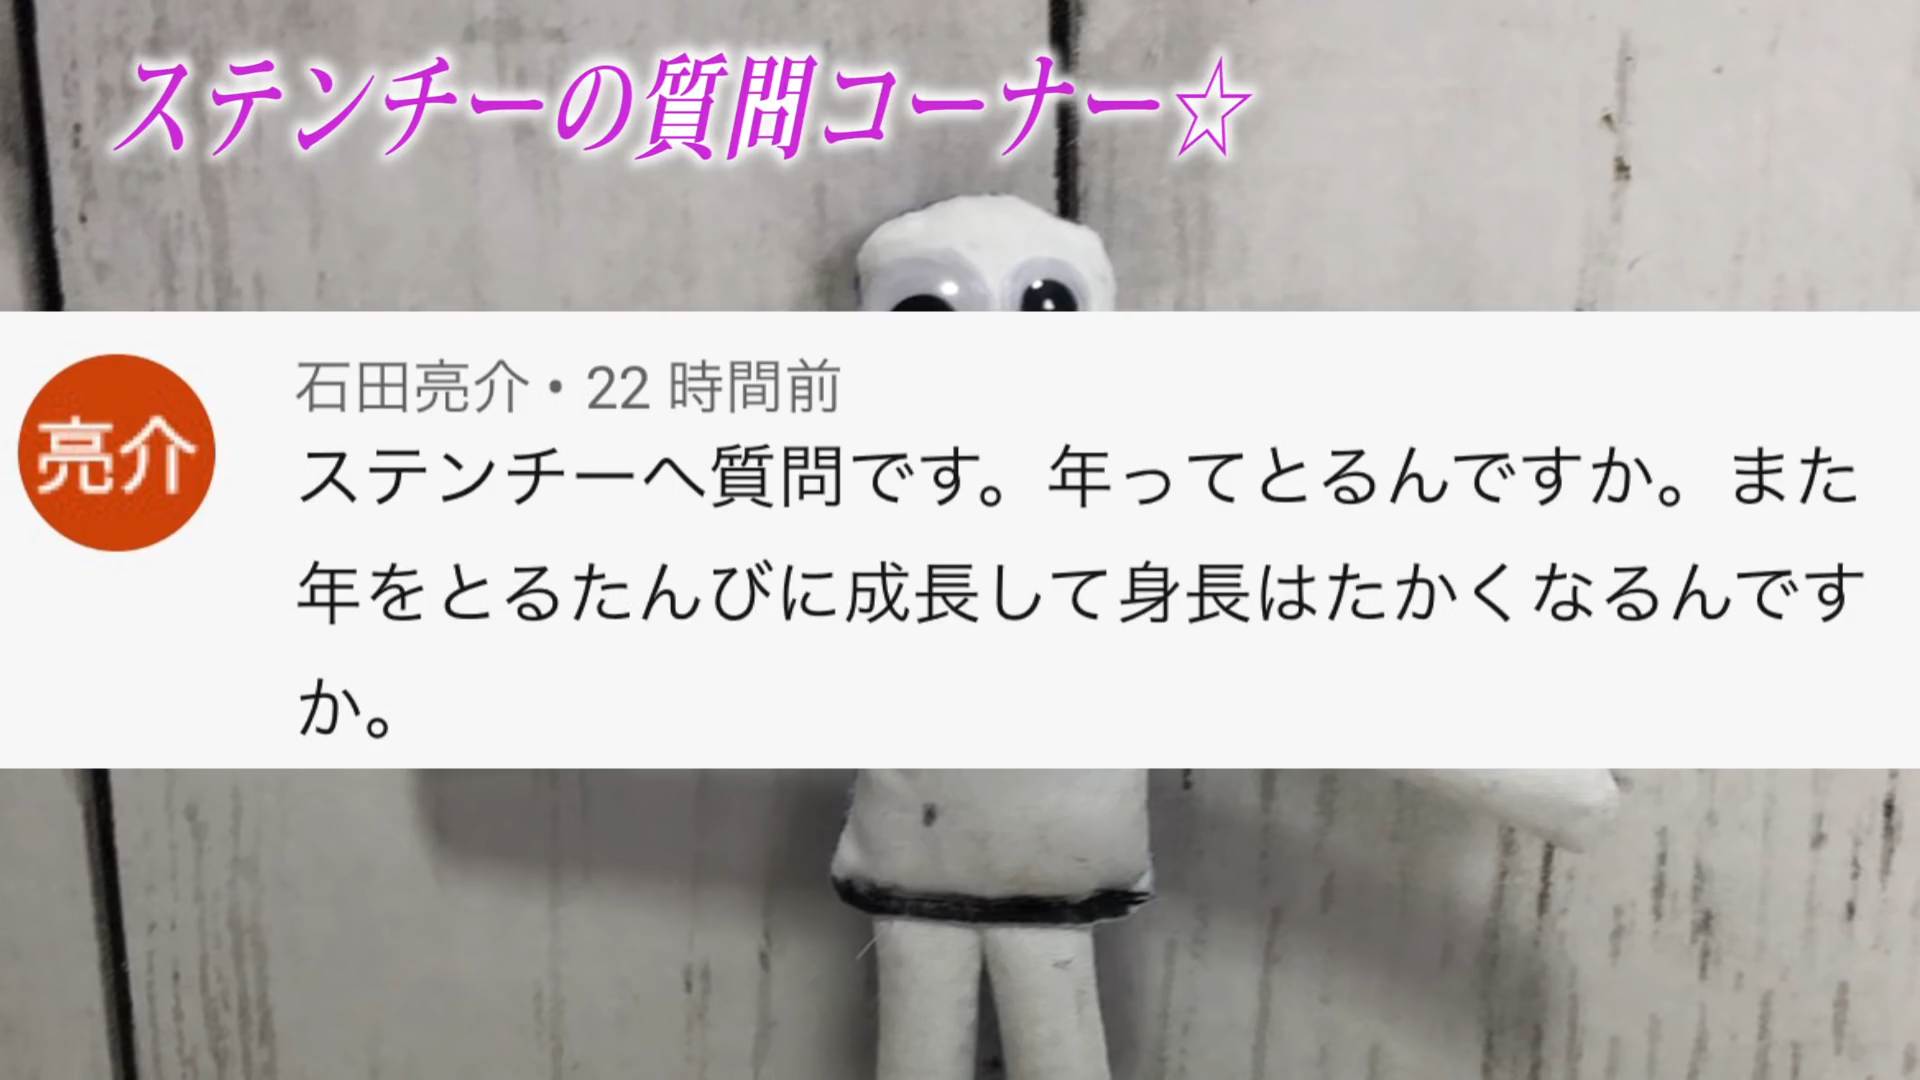 ステンチーの質問コーナー☆
亮介
石田亮介・22 時間前
ステンチーへ質問です。年ってとるんですか。また
年をとるたんびに成長して身長はたかくなるんです
か。